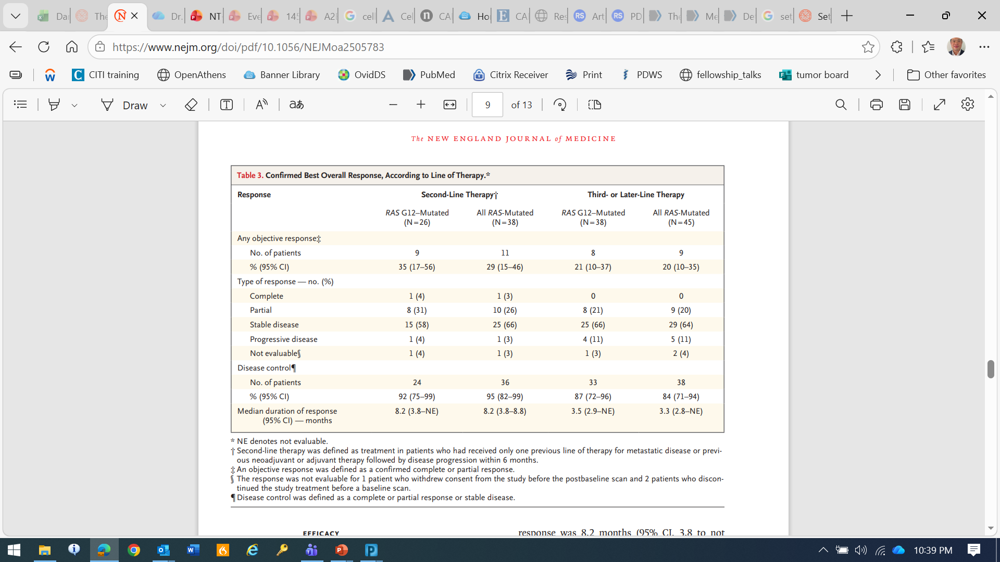 Da
The
Dr.
NT
Eve
145
A2
cell
Cel
CA
Ho
CA
Res
RS
Art
RS
PD
The
Me
De
set
Set
https://www.nejm.org/doi/pdf/10.1056/NEJMoa2505783
CITI training
OpenAthens
Banner Library
OvidDS
PubMed
Citrix Receiver
Print
PDWS
fellowship_talks
tumor board
Other favorites
Draw
9 of 13
The NEW ENGLAND JOURNAL of MEDICINE
Table 3. Confirmed Best Overall Response, According to Line of Therapy.*
Response Second-Line Therapy† Third- or Later-Line Therapy
RAS G12–Mutated All RAS-Mutated RAS G12–Mutated All RAS-Mutated
(N=26) (N=38) (N=38) (N=45)
Any objective response‡
No. of patients 9 11 8 9
% (95% CI) 35 (17–56) 29 (15–46) 21 (10–37) 20 (10–35)
Type of response — no. (%)
Complete 1 (4) 1 (3) 0 0
Partial 8 (31) 10 (26) 8 (21) 9 (20)
Stable disease 15 (58) 25 (66) 25 (66) 29 (64)
Progressive disease 1 (4) 1 (3) 4 (11) 5 (11)
Not evaluable§ 1 (4) 1 (3) 1 (3) 2 (4)
Disease control¶
No. of patients 24 36 33 38
% (95% CI) 92 (75–99) 95 (82–99) 87 (72–96) 84 (71–94)
Median duration of response 8.2 (3.8–NE) 8.2 (3.8–8.8) 3.5 (2.9–NE) 3.3 (2.8–NE)
(95% CI) — months
* NE denotes not evaluable.
† Second-line therapy was defined as treatment in patients who had received only one previous line of therapy for metastatic disease or previ-
ous neoadjuvant or adjuvant therapy followed by disease progression within 6 months.
‡ An objective response was defined as a confirmed complete or partial response.
§ The response was not evaluable for 1 patient who withdrew consent from the study before the postbaseline scan and 2 patients who discon-
tinued the study treatment before a baseline scan.
¶ Disease control was defined as a complete or partial response or stable disease.
EFFICACY
response was 8.2 months (95% CI, 3.8 to not
10:39 PM